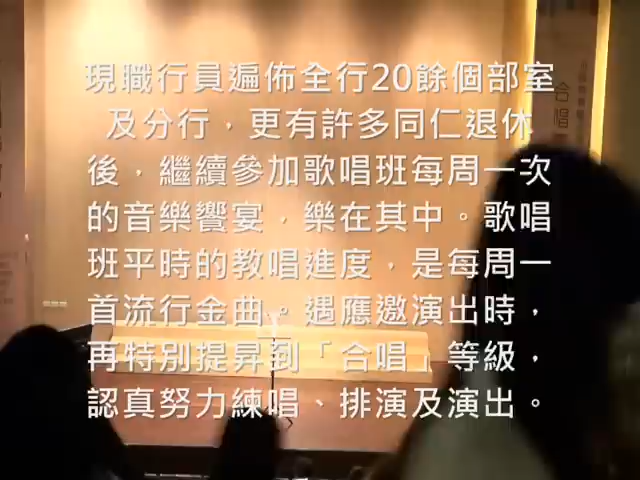 現職行員遍佈全行20餘個部室
及分行，更有許多同仁退休
後，繼續參加歌唱班每周一次
的音樂饗宴，樂在其中。歌唱
班平時的教唱進度，是每周一
首流行金曲。遇應邀演出時，
再特別提昇到「合唱」等級，
認真努力練唱、排演及演出。
合唱